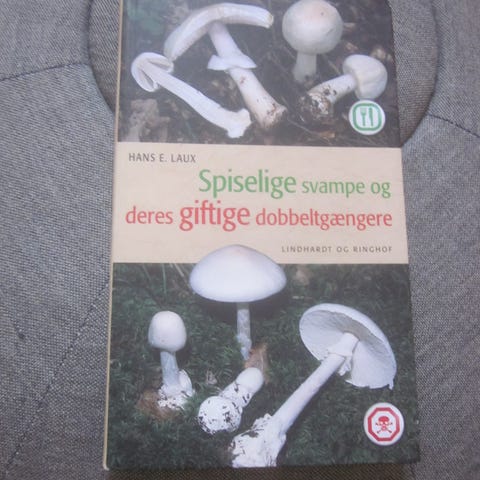 HANS E. LAUX
Spiselige svampe og
deres giftige dobbeltgængere
LINDHARDT OG RINGHOF